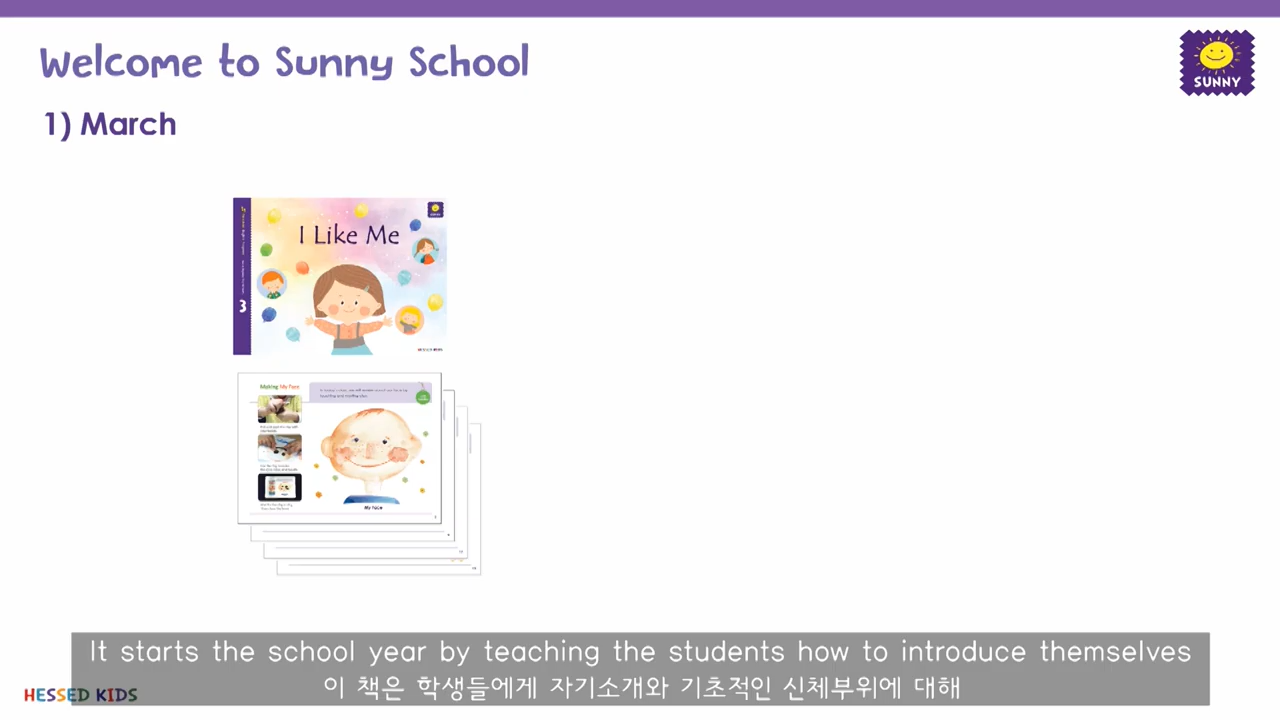 Welcome to Sunny School
SUNNY
1) March
I Like Me
3
HESSED KIDS
Making My Face
My Face
It starts the school year by teaching the students how to introduce themselves
이 책은 학생들에게 자기소개와 기초적인 신체부위에 대해
HESSED KIDS